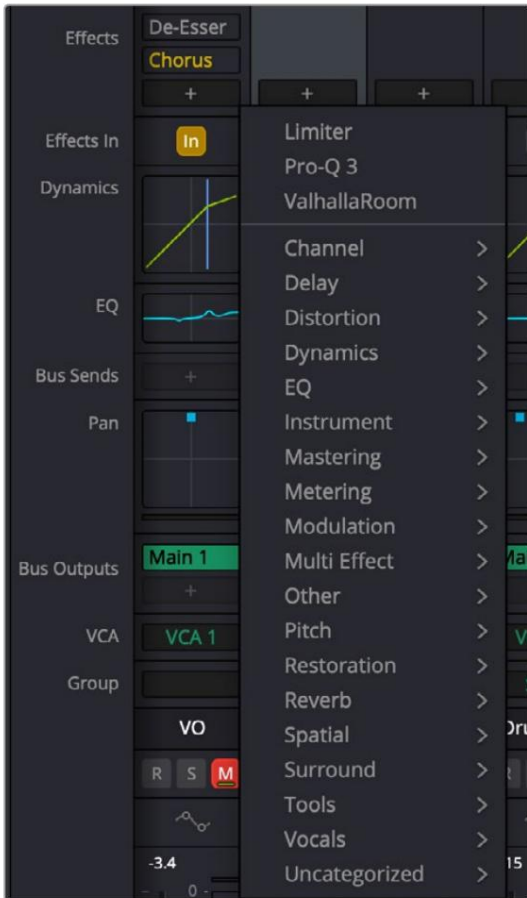 Effects
De-Esser
Chorus
+ + +
Effects In
In
Limiter
Pro-Q 3
ValhallaRoom
Dynamics
Channel >
Delay >
Distortion >
Dynamics >
EQ >
Instrument >
Mastering >
Metering >
Modulation >
Multi Effect >
Other >
Pitch >
Restoration >
Reverb >
Spatial >
Surround >
Tools >
Vocals >
Uncategorized >
EQ
Bus Sends
+
Pan
Bus Outputs
Main 1
+
VCA
VCA 1
Group
VO
R S M
-3.4
0 -
15